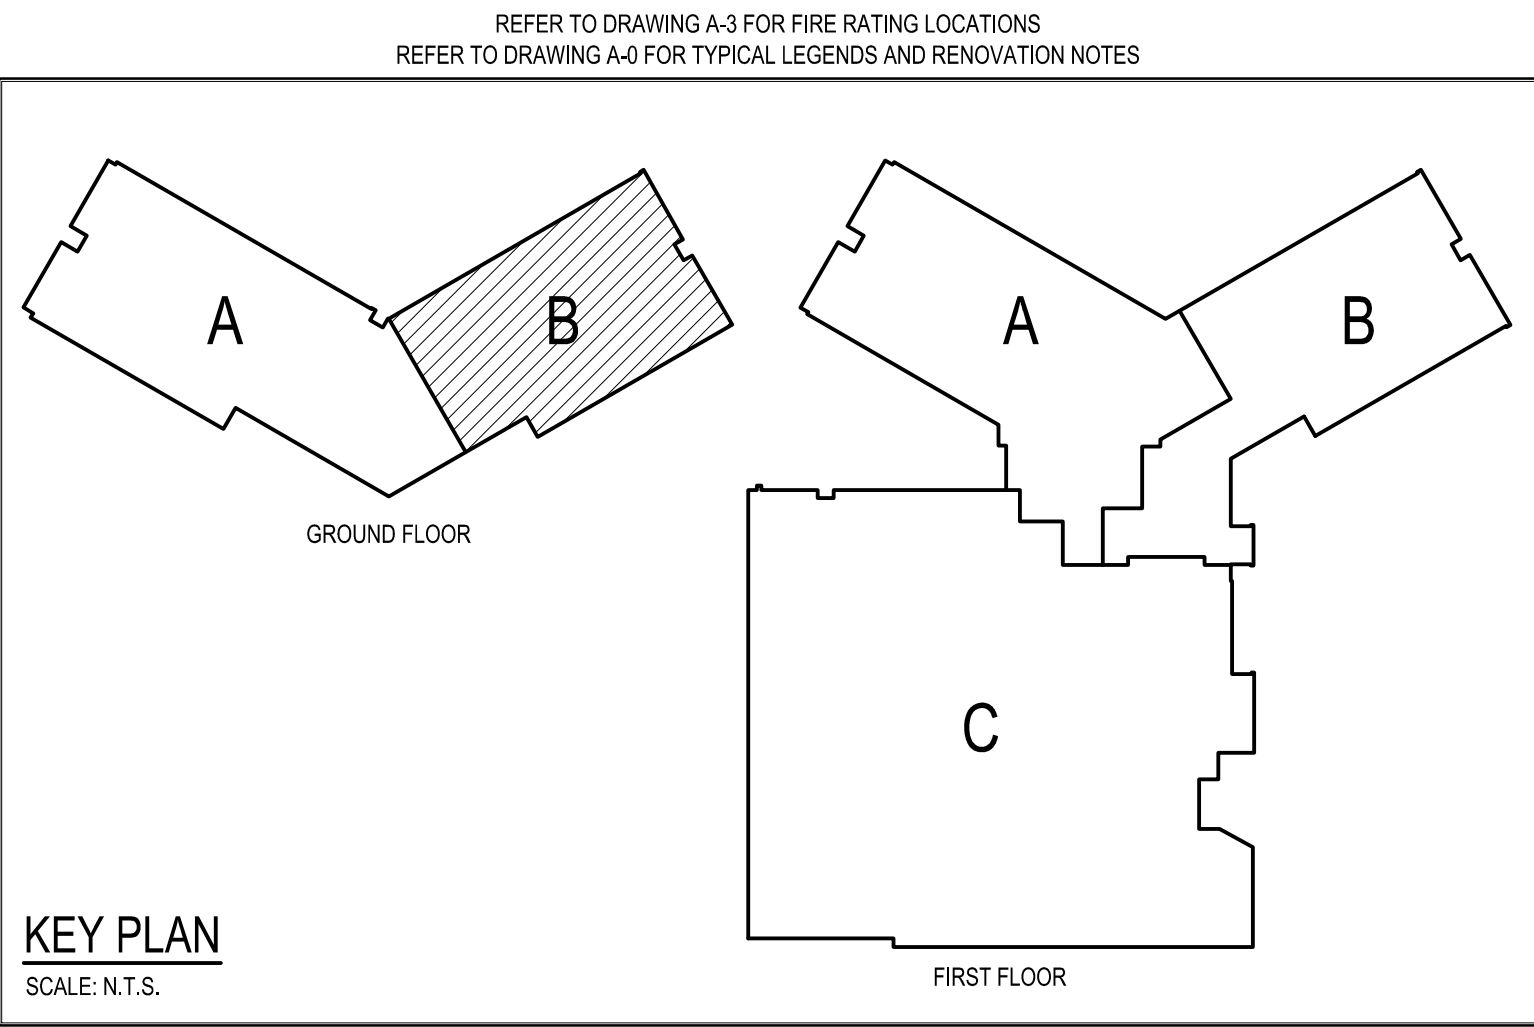 REFER TO DRAWING A-3 FOR FIRE RATING LOCATIONS
REFER TO DRAWING A-0 FOR TYPICAL LEGENDS AND RENOVATION NOTES
A
B
GROUND FLOOR
A
B
C
FIRST FLOOR
KEY PLAN
SCALE: N.T.S.